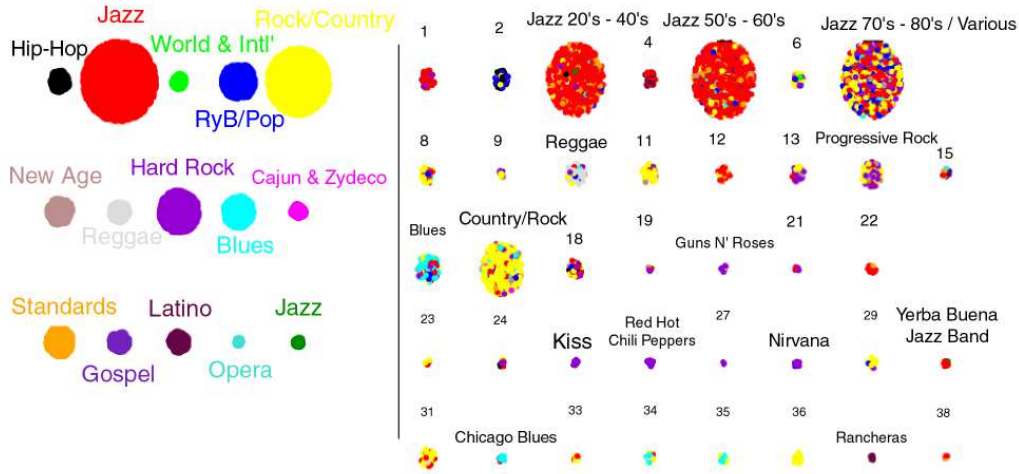 Jazz
Rock/Country
Hip-Hop
World & Intl'
RyB/Pop
New Age
Hard Rock
Cajun & Zydeco
Reggae
Blues
Standards
Latino
Jazz
Gospel
Opera
1
2
Jazz 20's - 40's
4
Jazz 50's - 60's
6
Jazz 70's - 80's / Various
8
9
Reggae
11
12
13
Progressive Rock
15
Blues
Country/Rock
18
19
Guns N' Roses
21
22
23
24
Kiss
Red Hot
Chili Peppers
27
Nirvana
29
Yerba Buena
Jazz Band
31
Chicago Blues
33
34
35
36
Rancheras
38